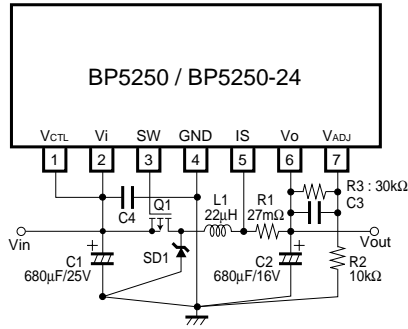 BP5250 / BP5250-24
VCTL Vi SW GND IS Vo VADJ
1 2 3 4 5 6 7
R3 : 30kΩ
C3
C4
Q1
L1
22μH
R1
27mΩ
Vin
Vout
C1
680μF/25V
SD1
C2
680μF/16V
R2
10kΩ
+
+